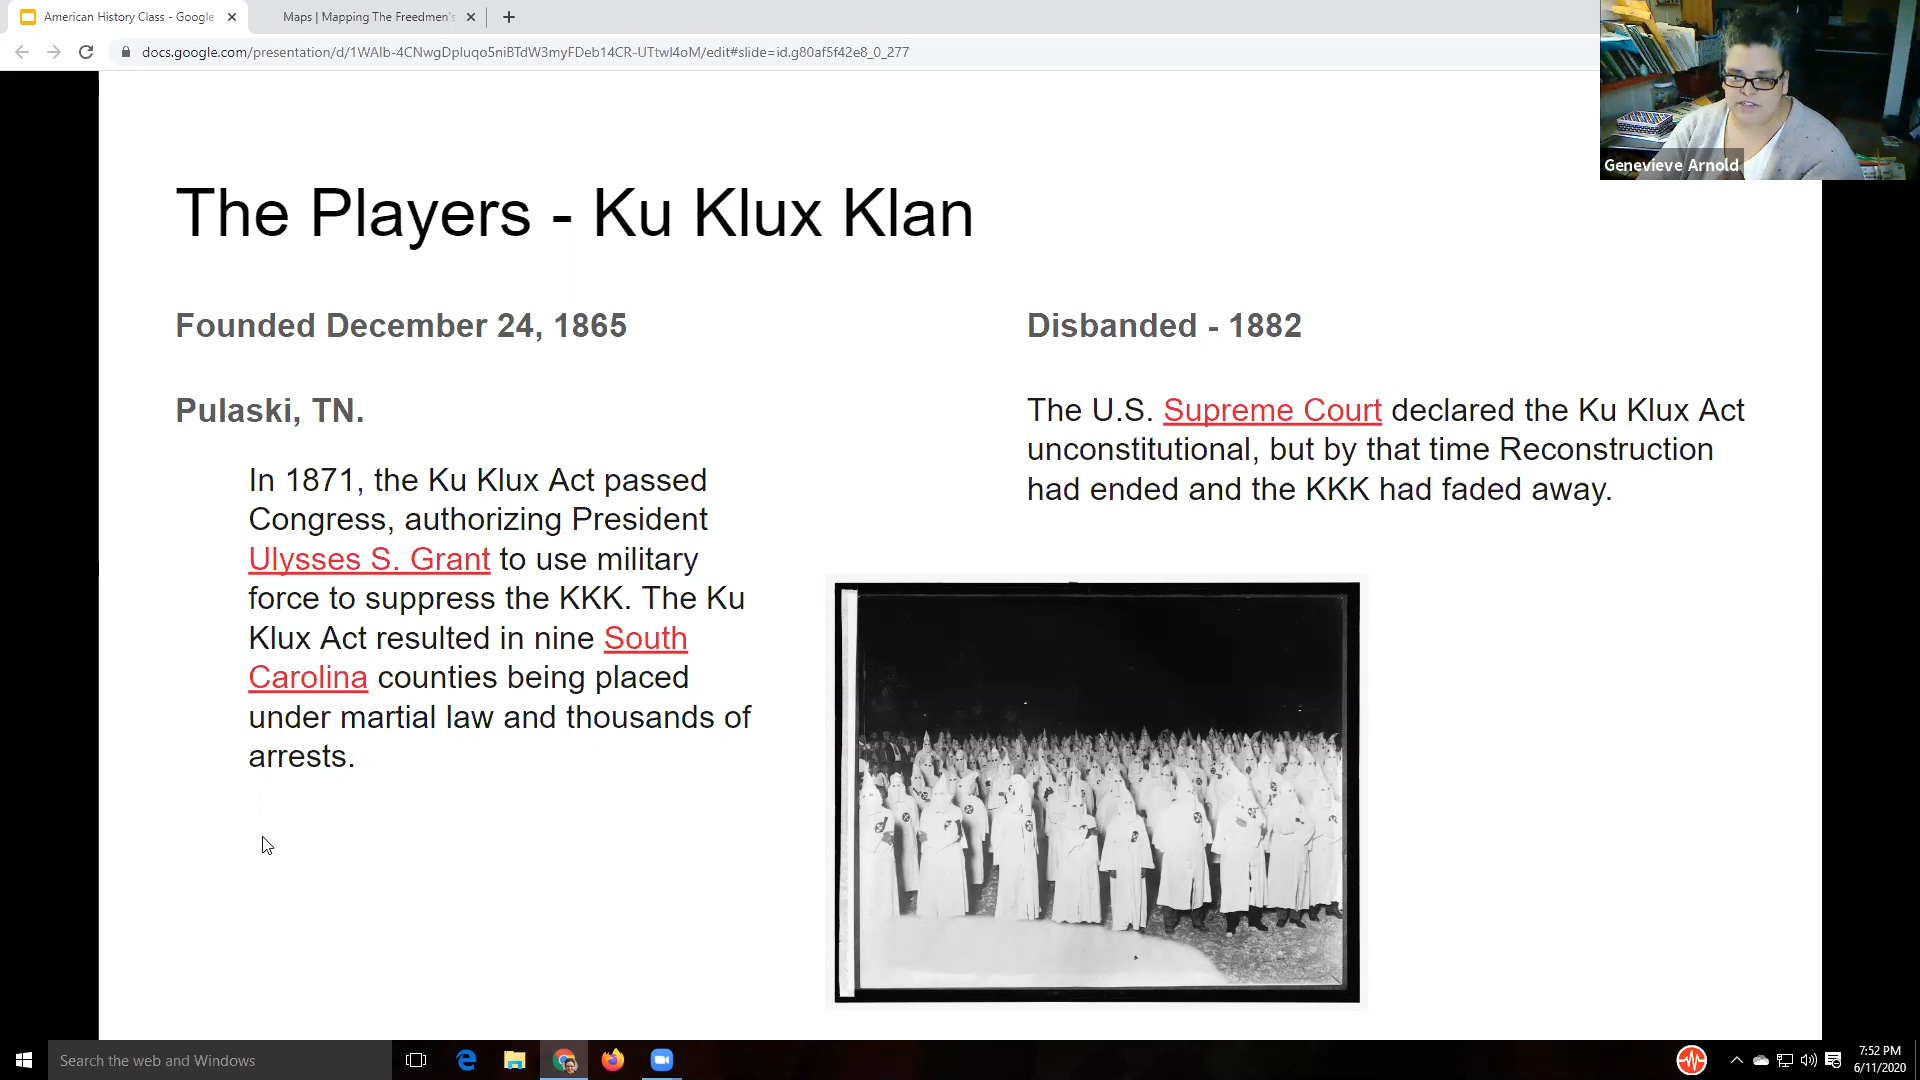 American History Class - Google
Maps | Mapping The Freedmen's
docs.google.com/presentation/d/1WAlb-4CNwgDpluqo5niBTdW3myFDeb14CR-UTtwl4oM/edit#slide=id.g80af5f42e8_0_277
Genevieve Arnold
The Players - Ku Klux Klan
Founded December 24, 1865
Pulaski, TN.
In 1871, the Ku Klux Act passed
Congress, authorizing President
Ulysses S. Grant to use military
force to suppress the KKK. The Ku
Klux Act resulted in nine South
Carolina counties being placed
under martial law and thousands of
arrests.
Disbanded - 1882
The U.S. Supreme Court declared the Ku Klux Act
unconstitutional, but by that time Reconstruction
had ended and the KKK had faded away.
Search the web and Windows
7:52 PM
6/11/2020